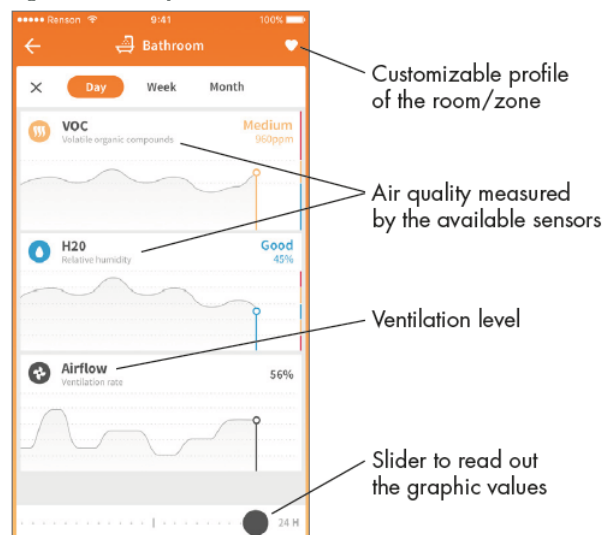 Renson 9:41 100%
Bathroom
Day Week Month
VOC
Volatile organic compounds
Medium
960ppm
H20
Relative humidity
Good
45%
Airflow
Ventilation rate
56%
24 H
Customizable profile
of the room/zone
Air quality measured
by the available sensors
Ventilation level
Slider to read out
the graphic values